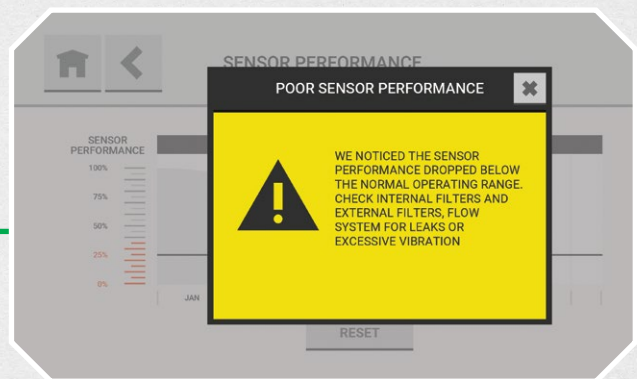 SENSOR PERFORMANCE
POOR SENSOR PERFORMANCE
SENSOR
PERFORMANCE
100%
75%
50%
25%
0%
JAN
WE NOTICED THE SENSOR
PERFORMANCE DROPPED BELOW
THE NORMAL OPERATING RANGE.
CHECK INTERNAL FILTERS AND
EXTERNAL FILTERS, FLOW
SYSTEM FOR LEAKS OR
EXCESSIVE VIBRATION
RESET